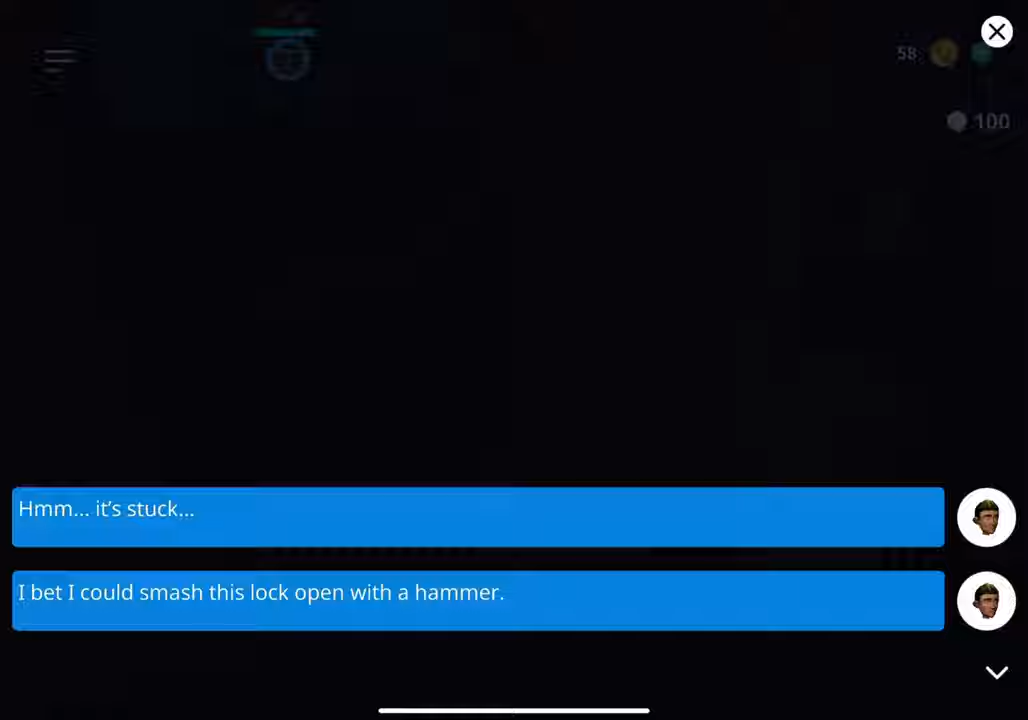 58
100
Hmm... it's stuck...
I bet I could smash this lock open with a hammer.